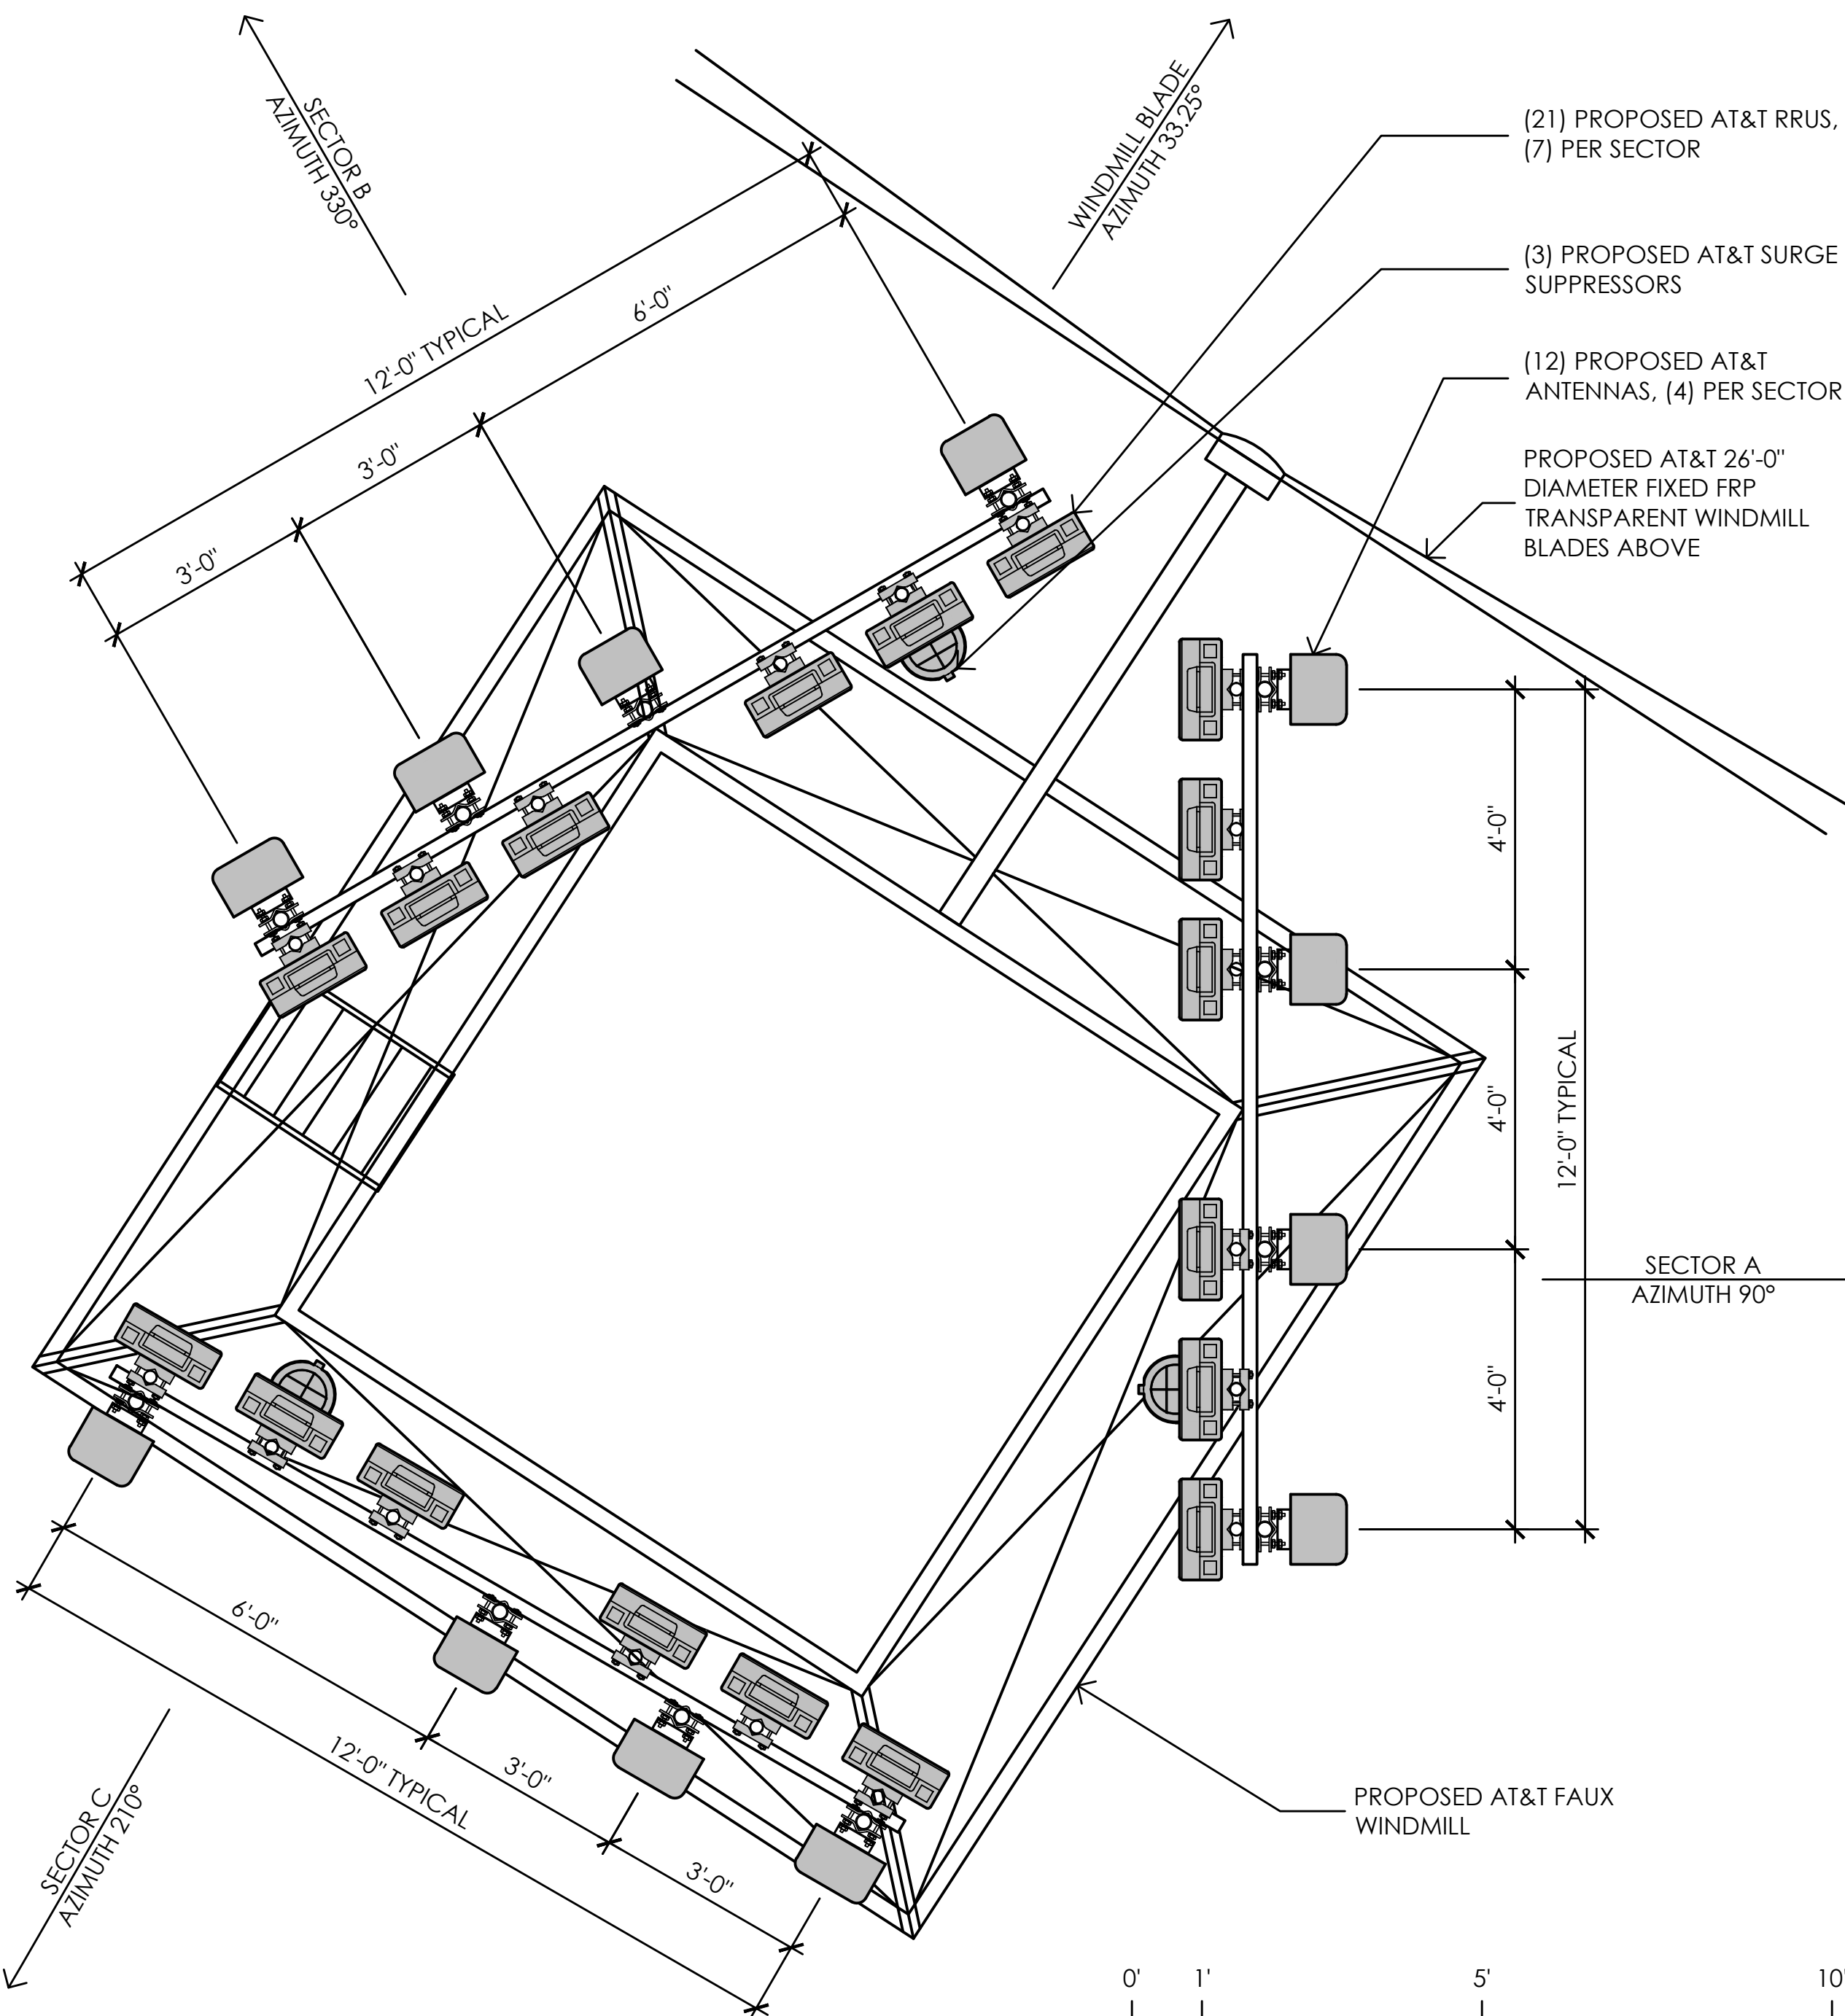 SECTOR B
AZIMUTH 330°
WINDMILL BLADE
AZIMUTH 33.25°
(21) PROPOSED AT&T RRUS,
(7) PER SECTOR
(3) PROPOSED AT&T SURGE
SUPPRESSORS
(12) PROPOSED AT&T
ANTENNAS, (4) PER SECTOR
PROPOSED AT&T 26'-0"
DIAMETER FIXED FRP
TRANSPARENT WINDMILL
BLADES ABOVE
12'-0" TYPICAL
6'-0"
3'-0"
3'-0"
4'-0"
4'-0"
4'-0"
12'-0" TYPICAL
SECTOR A
AZIMUTH 90°
6'-0"
3'-0"
3'-0"
12'-0" TYPICAL
SECTOR C
AZIMUTH 210°
PROPOSED AT&T FAUX
WINDMILL
0' 1' 5' 10'